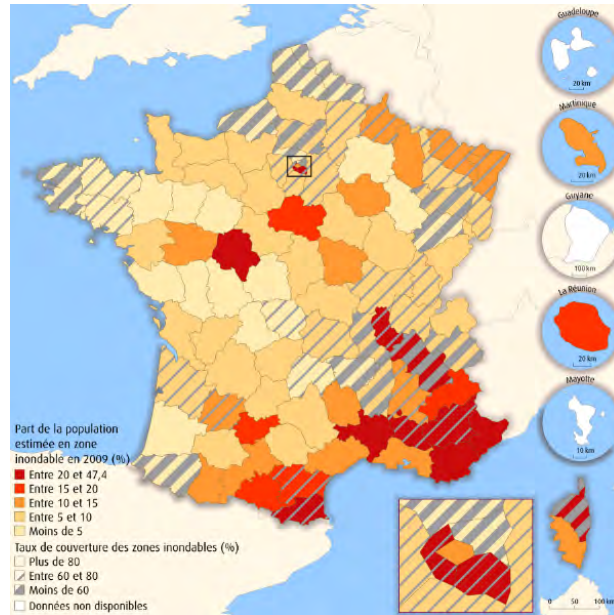 Guadeloupe
20 km
Martinique
20 km
Guyane
100 km
La Réunion
20 km
Mayotte
10 km
Part de la population
estimée en zone
inondable en 2009 (%)
Entre 20 et 47,4
Entre 15 et 20
Entre 10 et 15
Entre 5 et 10
Moins de 5
Taux de couverture des zones inondables (%)
Plus de 80
Entre 60 et 80
Moins de 60
Données non disponibles
0 50 100 km